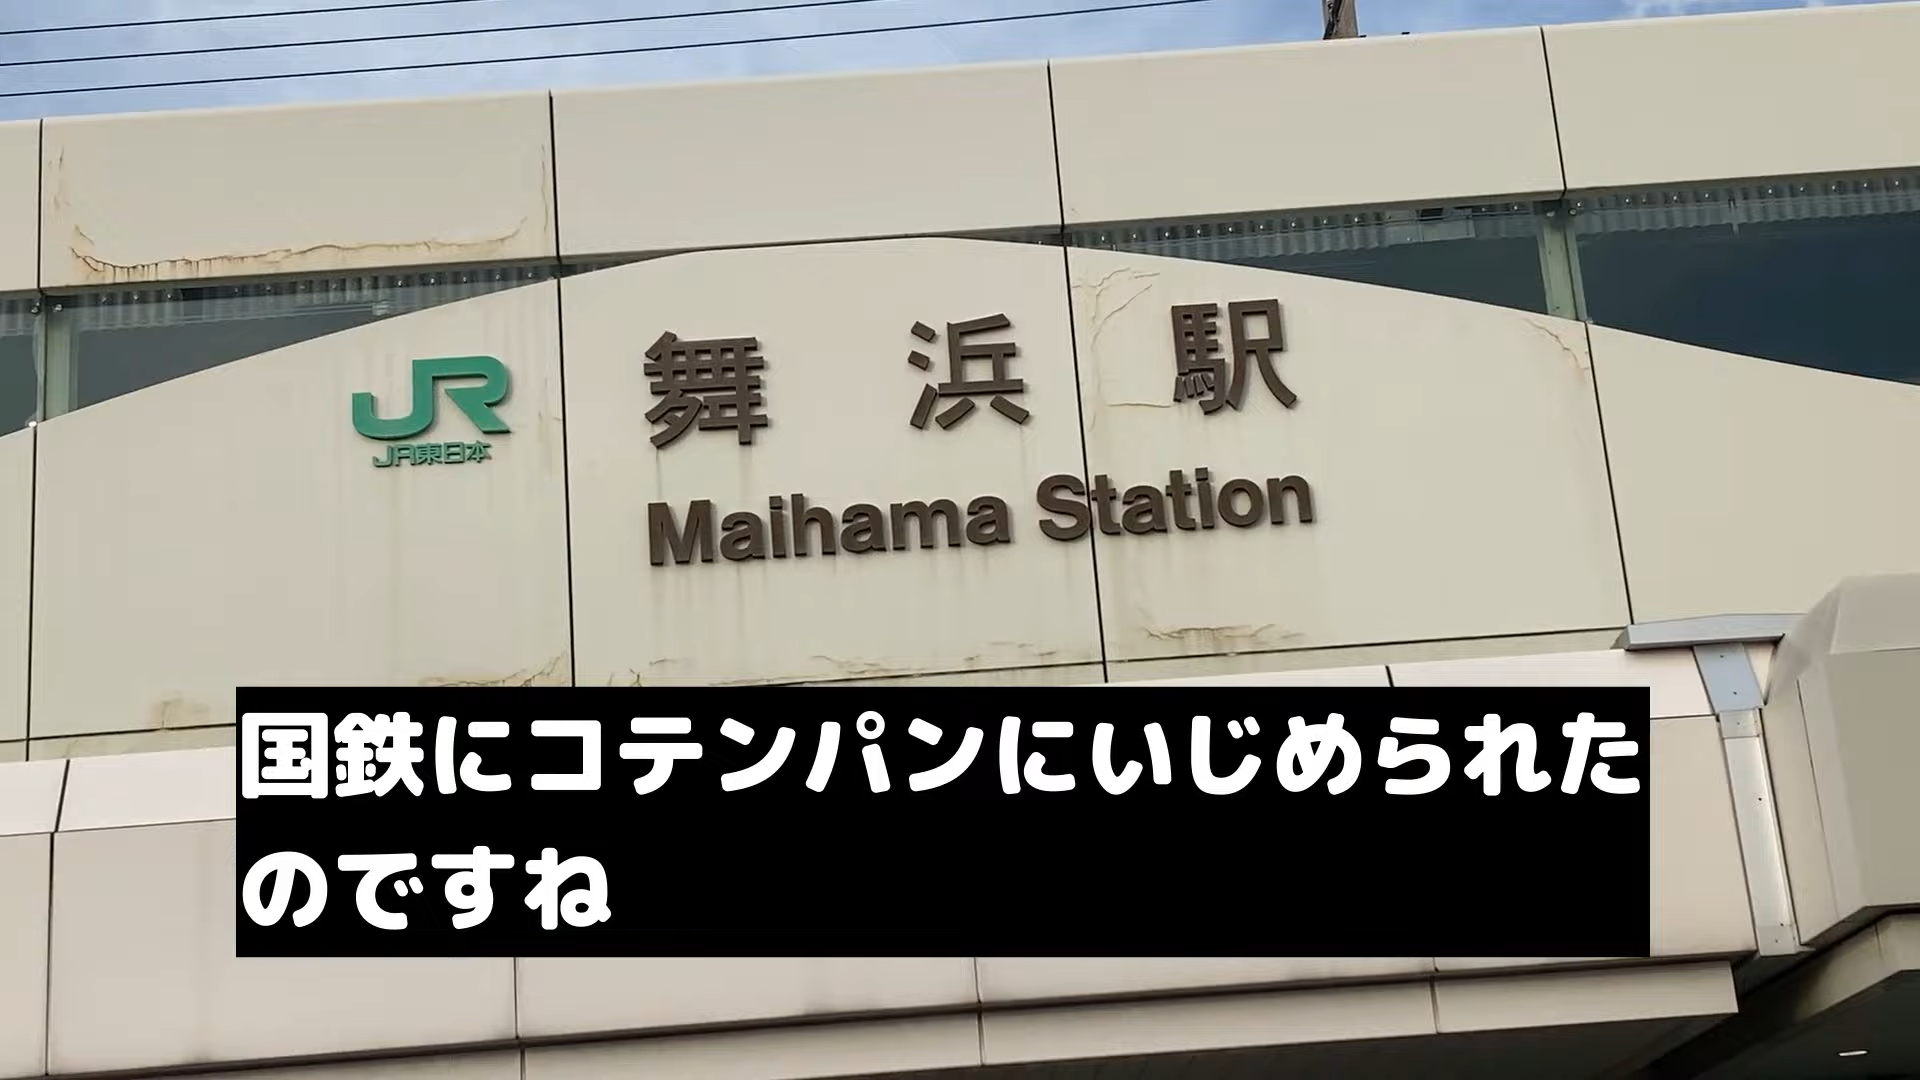 舞浜駅
Maihama Station
JR
JR東日本
国鉄にコテンパンにいじめられた
のですね